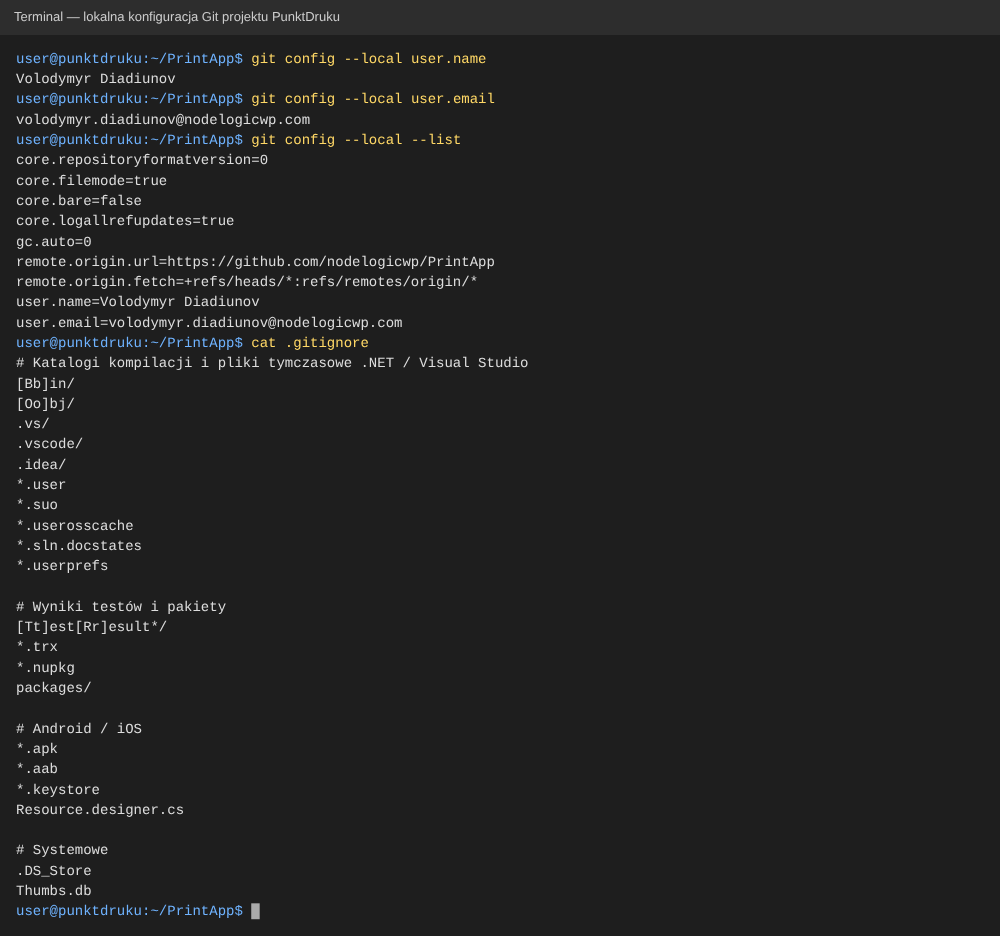 Terminal — lokalna konfiguracja Git projektu PunktDruku
user@punktdruku:~/PrintApp$ git config --local user.name
Volodymyr Diadiunov
user@punktdruku:~/PrintApp$ git config --local user.email
volodymyr.diadiunov@nodelogicwp.com
user@punktdruku:~/PrintApp$ git config --local --list
core.repositoryformatversion=0
core.filemode=true
core.bare=false
core.logallrefupdates=true
gc.auto=0
remote.origin.url=https://github.com/nodelogicwp/PrintApp
remote.origin.fetch=+refs/heads/*:refs/remotes/origin/*
user.name=Volodymyr Diadiunov
user.email=volodymyr.diadiunov@nodelogicwp.com
user@punktdruku:~/PrintApp$ cat .gitignore
# Katalogi kompilacji i pliki tymczasowe .NET / Visual Studio
[Bb]in/
[Oo]bj/
.vs/
.vscode/
.idea/
*.user
*.suo
*.userosscache
*.sln.docstates
*.userprefs

# Wyniki testów i pakiety
[Tt]est[Rr]esult*/
*.trx
*.nupkg
packages/

# Android / iOS
*.apk
*.aab
*.keystore
Resource.designer.cs

# Systemowe
.DS_Store
Thumbs.db
user@punktdruku:~/PrintApp$